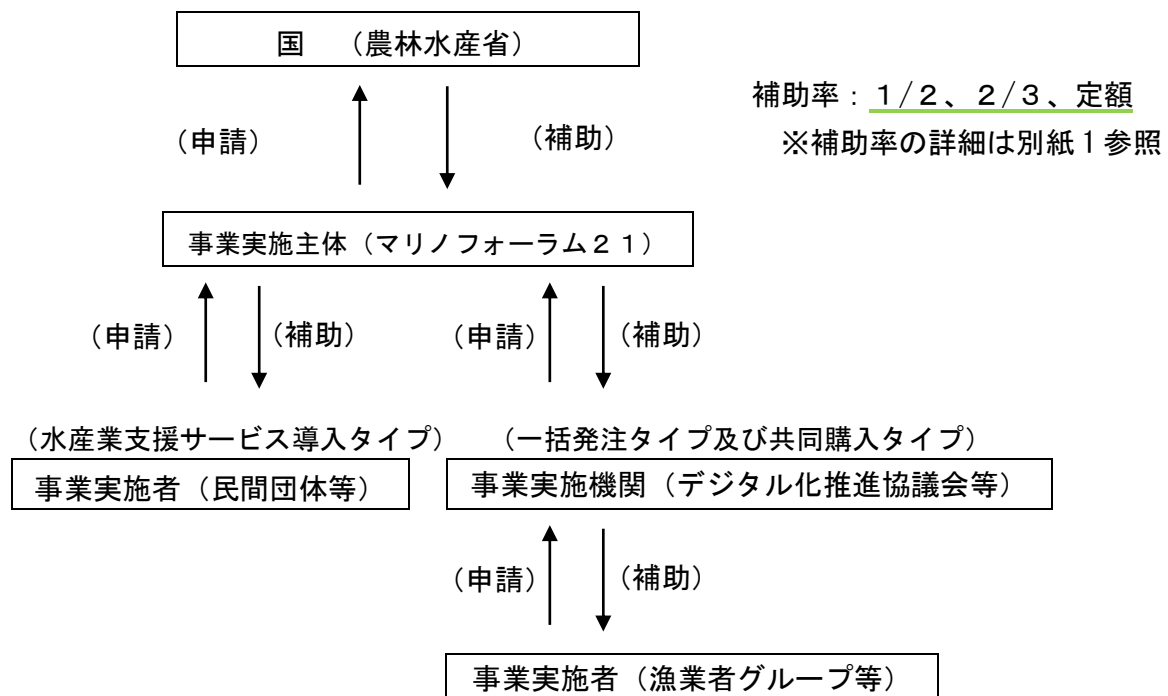 国　（農林水産省）
補助率：１/２、２/３、定額
（申請）　（補助）　※補助率の詳細は別紙１参照
事業実施主体（マリノフォーラム２１）
（申請）　（補助）　（申請）　（補助）
（水産業支援サービス導入タイプ）　（一括発注タイプ及び共同購入タイプ）
事業実施者（民間団体等）　事業実施機関（デジタル化推進協議会等）
（申請）　（補助）
事業実施者（漁業者グループ等）